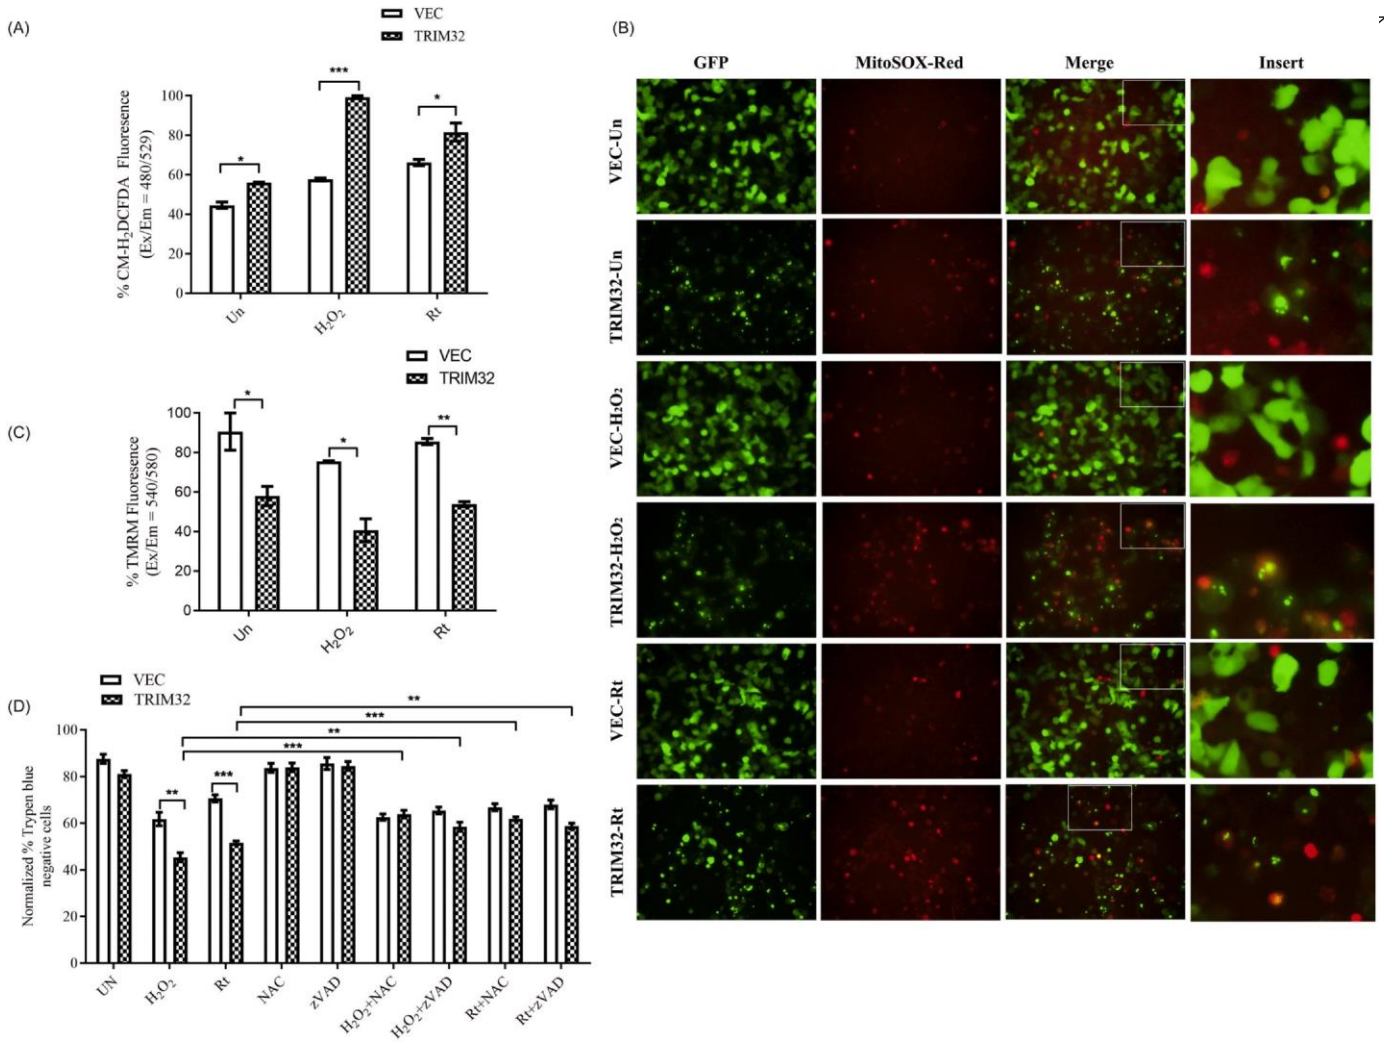 (A)
VEC
TRIM32
% CM-H₂DCFDA Fluoresence
(Ex/Em = 480/529)
100
80
60
40
20
0
*
***
*
Un
H₂O₂
Rt
(B)
GFP MitoSOX-Red Merge Insert
VEC-Un
TRIM32-Un
VEC-H₂O₂
TRIM32-H₂O₂
VEC-Rt
TRIM32-Rt
(C)
VEC
TRIM32
% TMRM Fluoresence
(Ex/Em = 540/580)
100
80
60
40
20
0
*
*
**
Un
H₂O₂
Rt
(D)
VEC
TRIM32
Normalized % Trypen blue
negative cells
100
80
60
40
20
0
**
***
**
***
**
***
UN
H₂O₂
Rt
NAC
zVAD
H₂O₂+NAC
H₂O₂+zVAD
Rt+NAC
Rt+zVAD